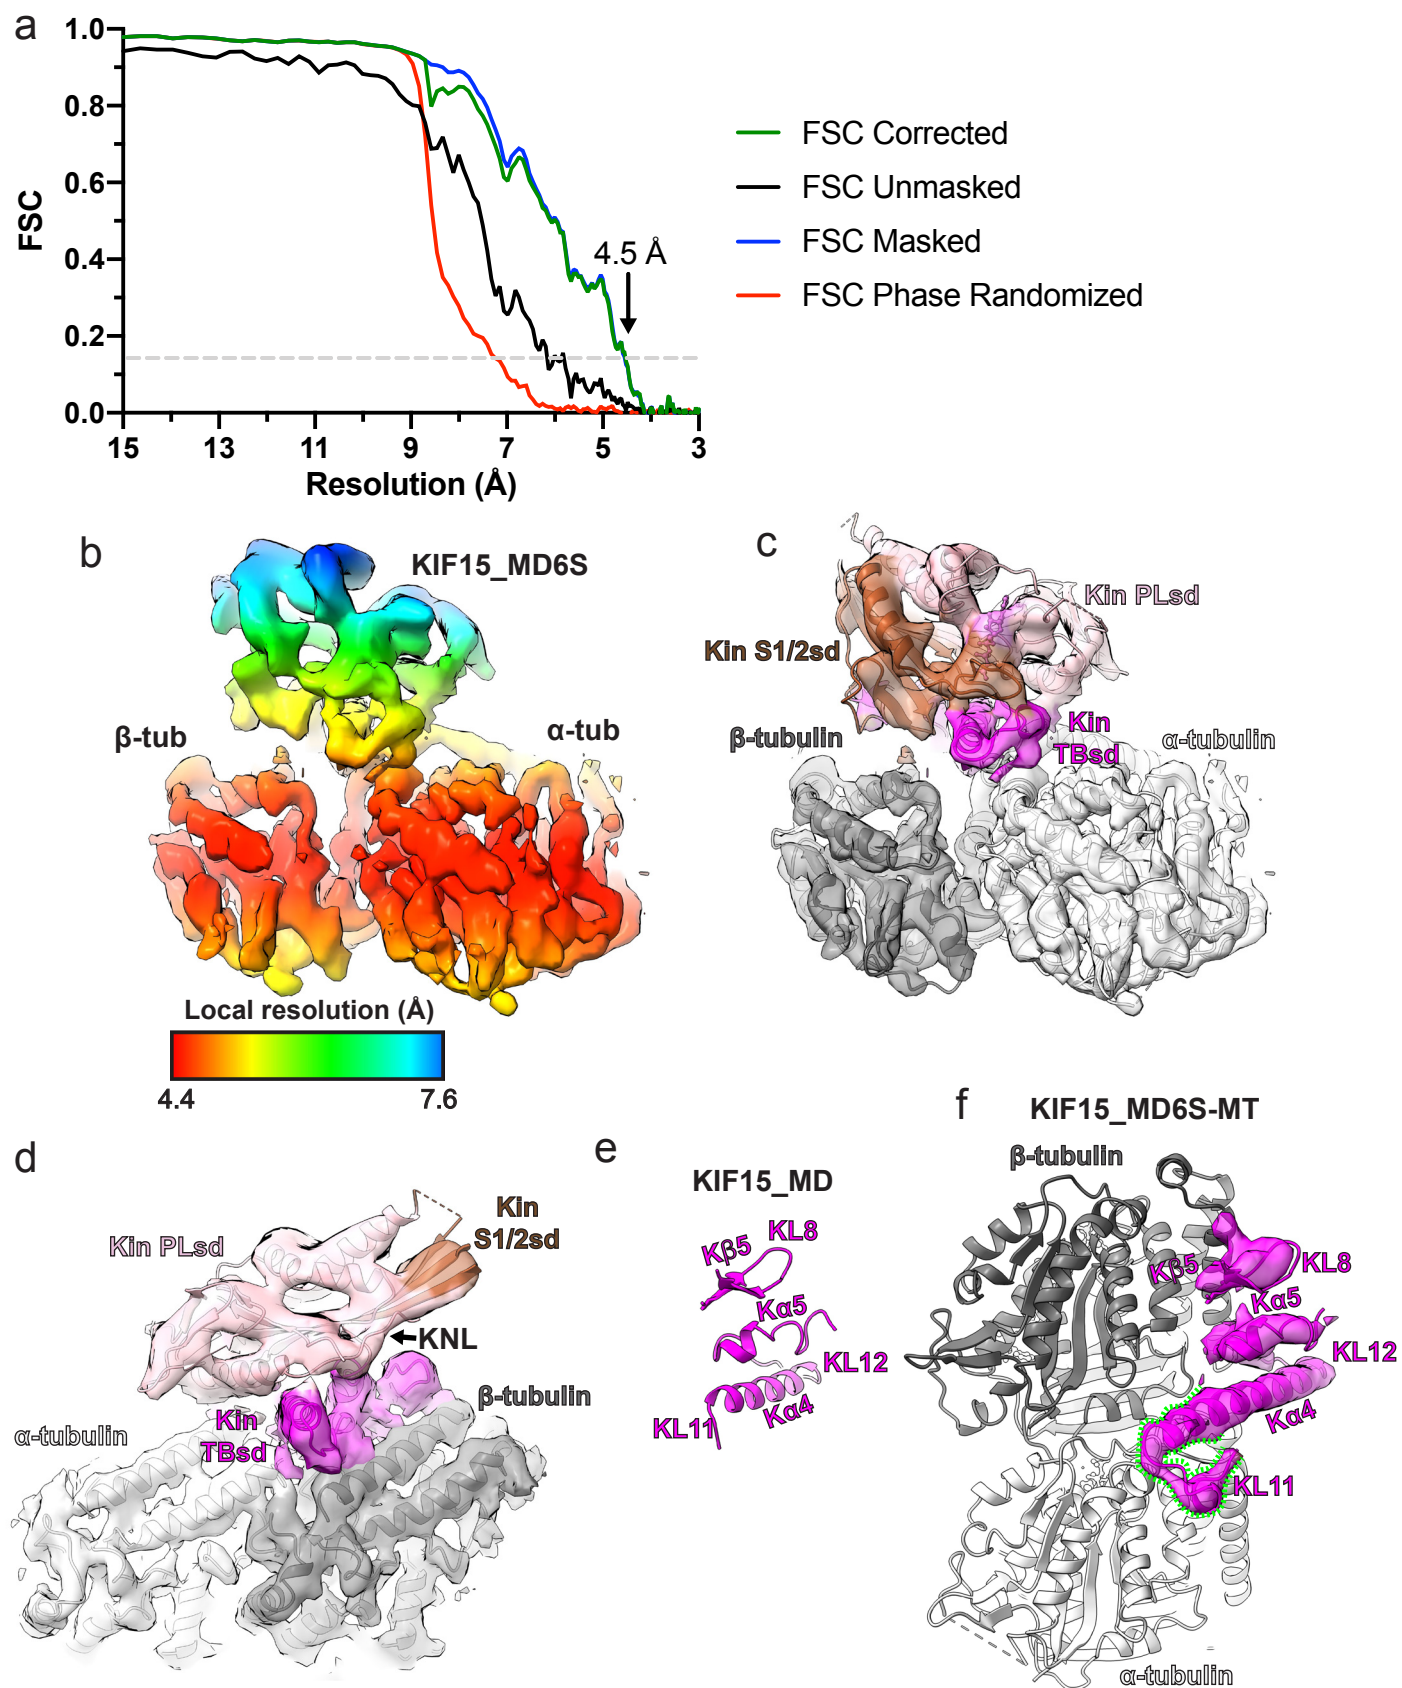 a
1.0
0.8
0.6
0.4
0.2
0.0
FSC
4.5 Å
15
13
11
9
7
5
3
Resolution (Å)
FSC Corrected
FSC Unmasked
FSC Masked
FSC Phase Randomized
b
KIF15_MD6S
β-tub
α-tub
Local resolution (Å)
4.4
7.6
c
Kin PLsd
Kin S1/2sd
β-tubulin
Kin
TBsd
α-tubulin
d
Kin
S1/2sd
Kin PLsd
KNL
β-tubulin
Kin
TBsd
α-tubulin
e
KIF15_MD
KL8
Kβ5
Kα5
KL12
Kα4
KL11
f
KIF15_MD6S-MT
β-tubulin
Kβ5
KL8
Kα5
KL12
Kα4
KL11
α-tubulin